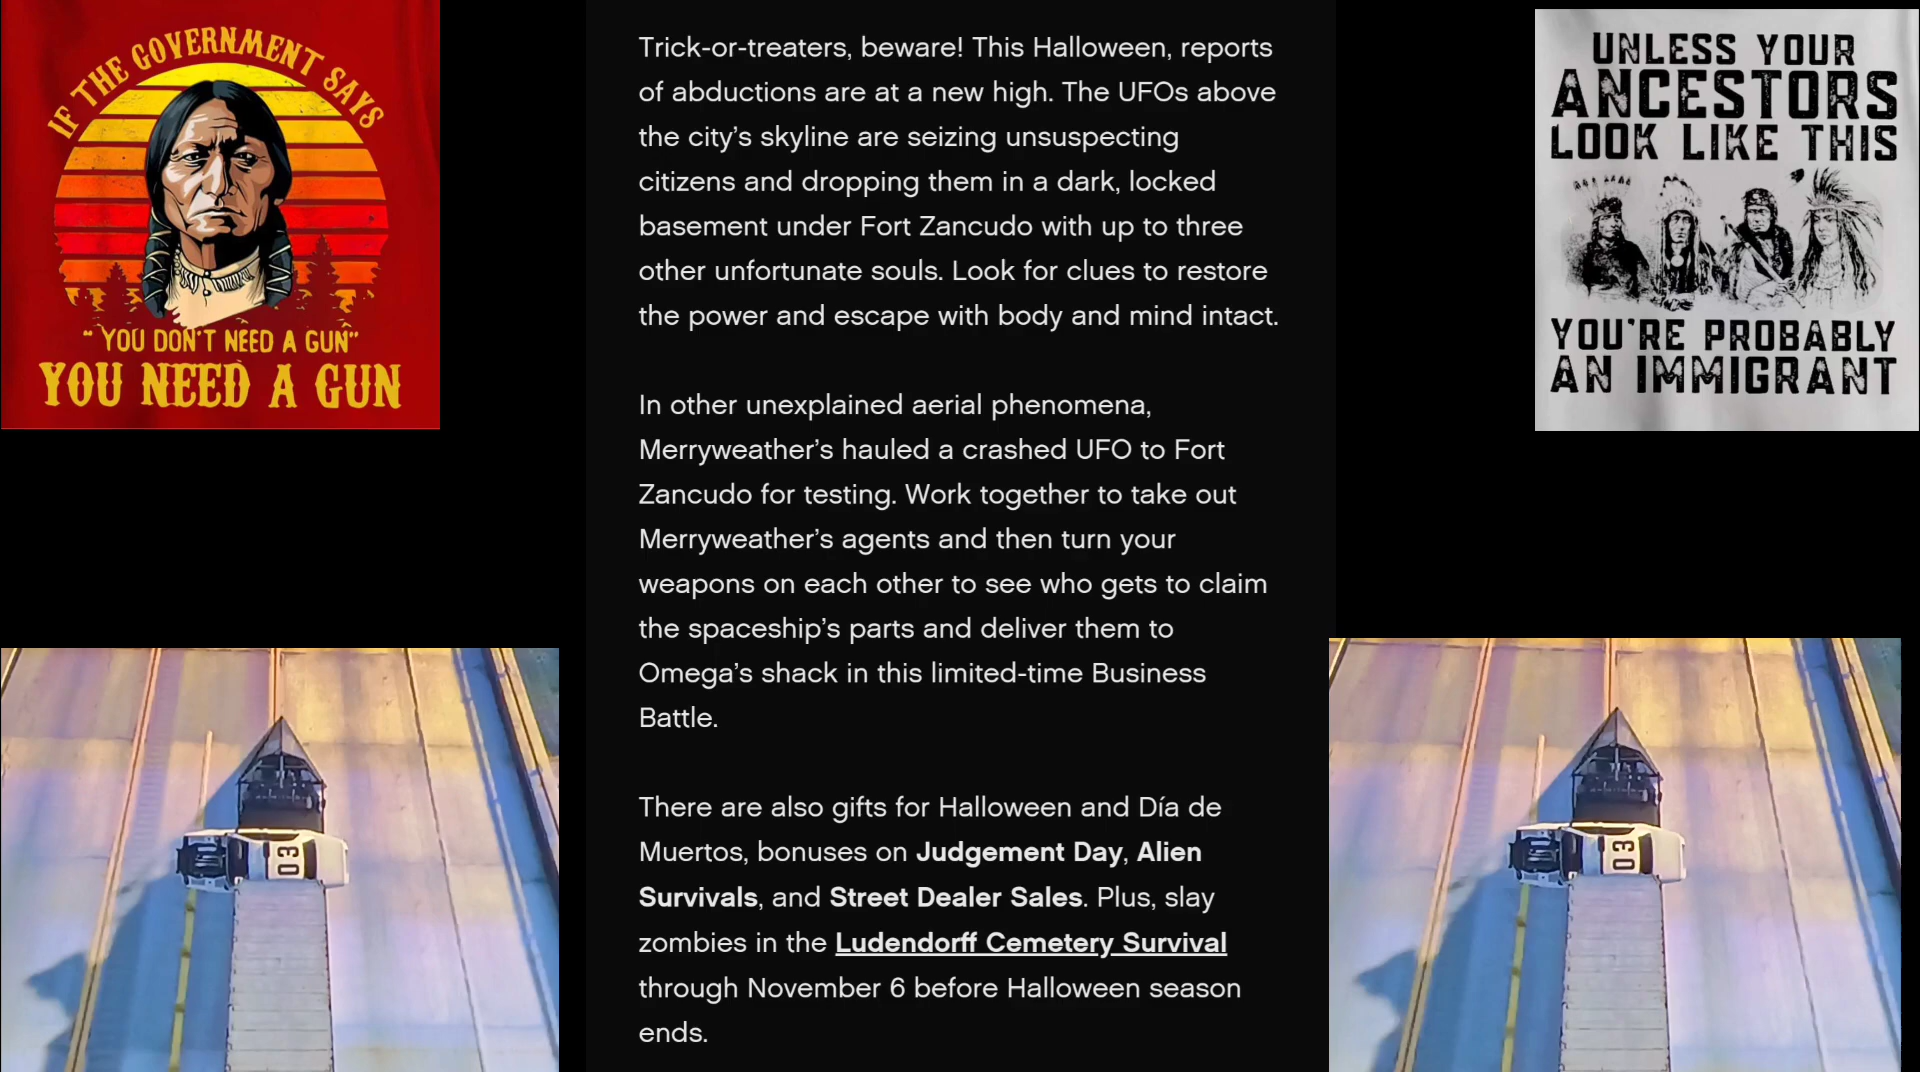 IF THE GOVERNMENT SAYS
“ YOU DON'T NEED A GUN”
YOU NEED A GUN
Trick-or-treaters, beware! This Halloween, reports
of abductions are at a new high. The UFOs above
the city’s skyline are seizing unsuspecting
citizens and dropping them in a dark, locked
basement under Fort Zancudo with up to three
other unfortunate souls. Look for clues to restore
the power and escape with body and mind intact.
In other unexplained aerial phenomena,
Merryweather’s hauled a crashed UFO to Fort
Zancudo for testing. Work together to take out
Merryweather’s agents and then turn your
weapons on each other to see who gets to claim
the spaceship’s parts and deliver them to
Omega’s shack in this limited-time Business
Battle.
There are also gifts for Halloween and Día de
Muertos, bonuses on Judgement Day, Alien
Survivals, and Street Dealer Sales. Plus, slay
zombies in the Ludendorff Cemetery Survival
through November 6 before Halloween season
ends.
UNLESS YOUR
ANCESTORS
LOOK LIKE THIS
YOU'RE PROBABLY
AN IMMIGRANT
03
03